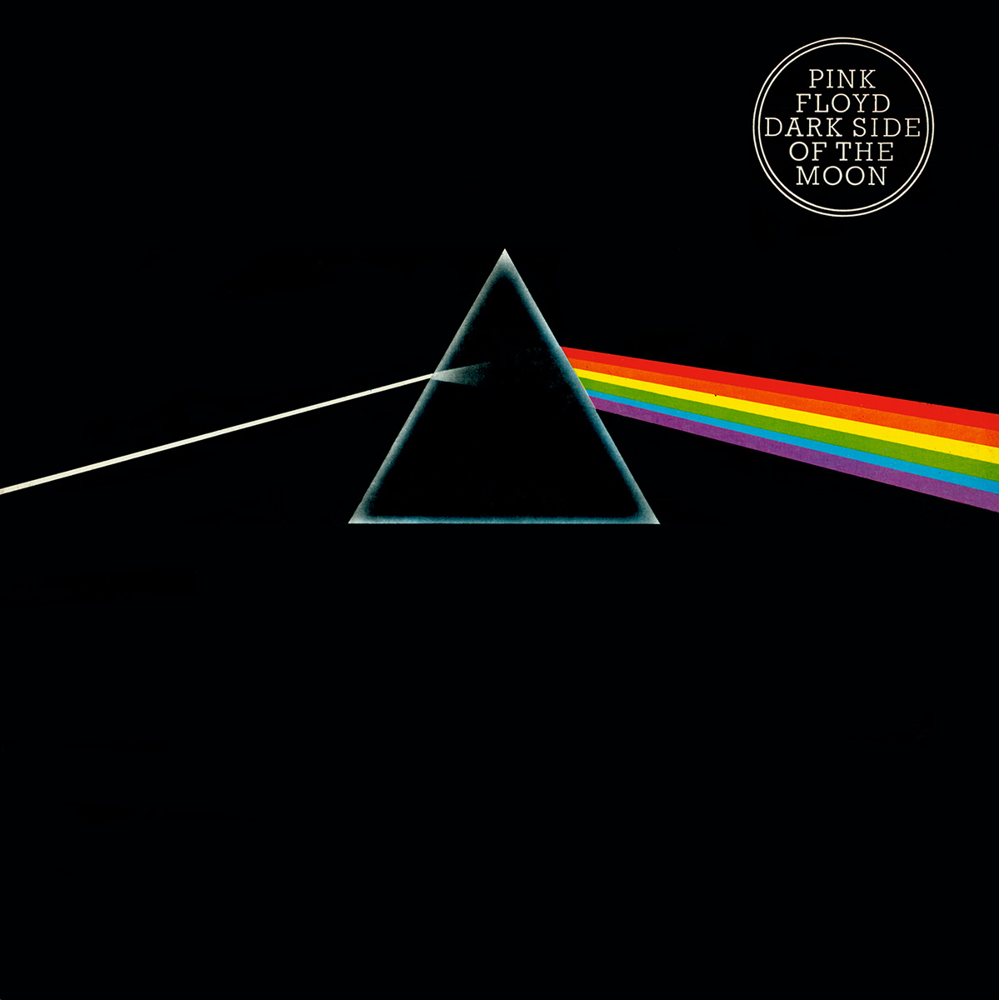 PINK
FLOYD
DARK SIDE
OF THE
MOON